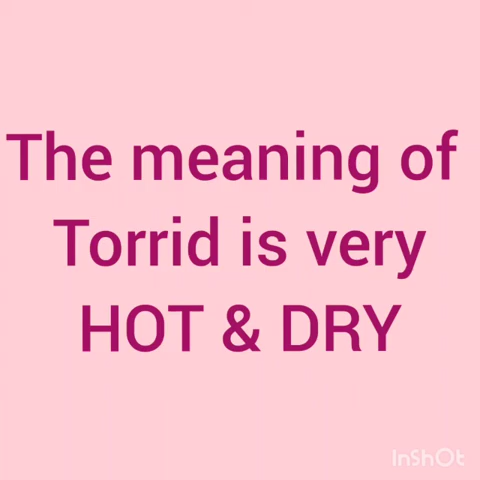 The meaning of
Torrid is very
HOT & DRY
InShOt